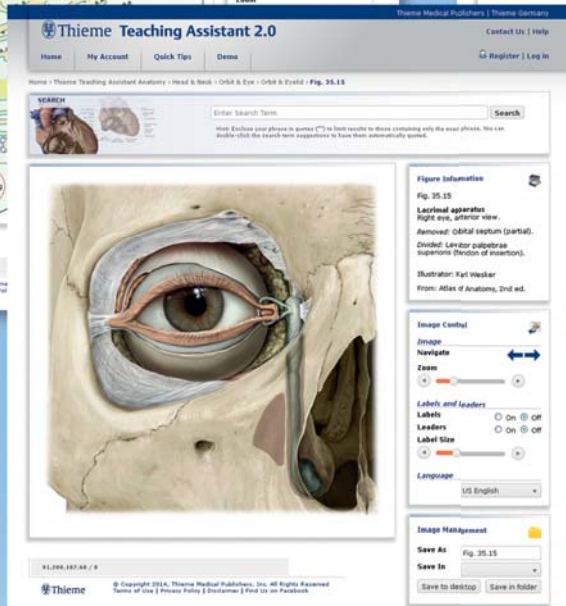 Thieme Medical Publishers | Thieme Germany
Thieme Teaching Assistant 2.0
Contact Us | Help
Home
My Account
Quick Tips
Demo
Register | Log in
Home › Thieme Teaching Assistant Anatomy › Head & Neck › Orbit & Eye › Orbit & Eyelid › Fig. 35.15
SEARCH
Enter Search Term
Search
Hint: Enclose your phrase in quotes ("") to limit results to those containing only the exact phrase. You can
double-click the search term suggestions to have them automatically quoted.
Figure Information
Fig. 35.15
Lacrimal apparatus
Right eye, anterior view.
Removed: Orbital septum (partial).
Divided: Levator palpebrae
superioris (tendon of insertion).
Illustrator: Karl Wesker
From: Atlas of Anatomy, 2nd ed.
Image Control
Image
Navigate
Zoom
Labels and leaders
Labels
On
Off
Leaders
On
Off
Label Size
Language
US English
Image Management
Save As
Fig. 35.15
Save In
Save to desktop
Save in folder
Thieme
© Copyright 2014, Thieme Medical Publishers, Inc. All Rights Reserved
Terms of Use | Privacy Policy | Disclaimer | Find Us on Facebook